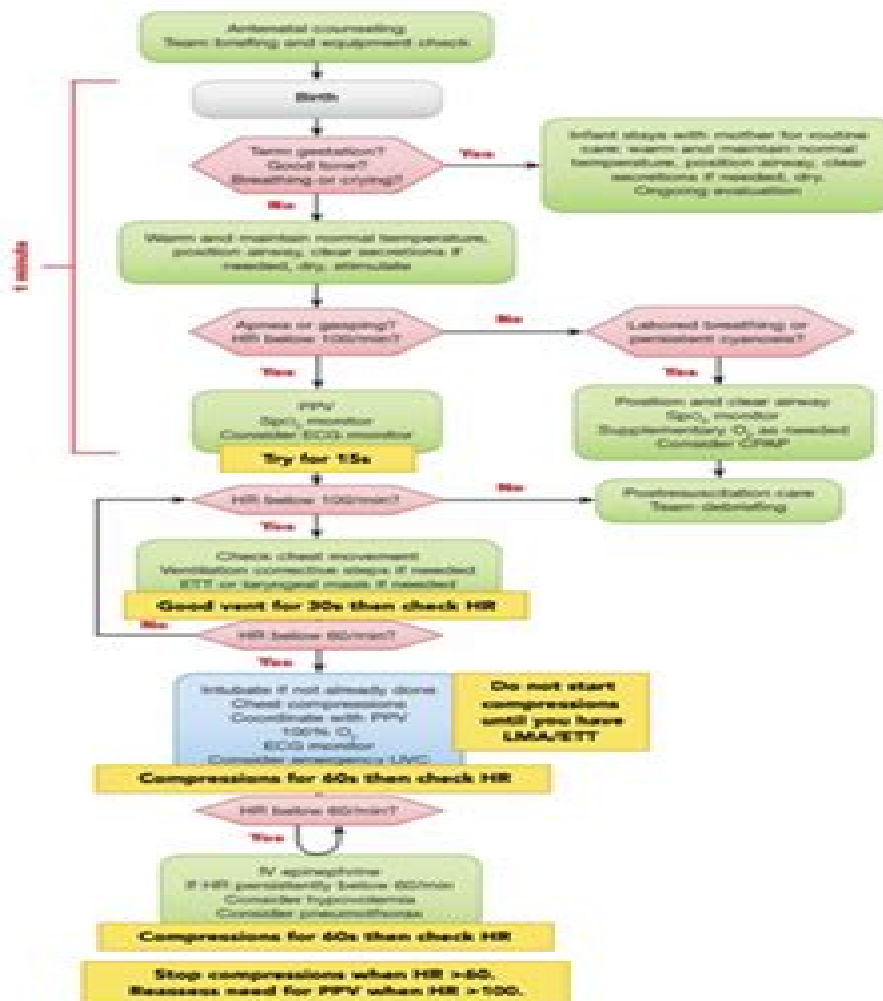 Antenatal counseling
Team briefing and equipment check
Birth
1 minute
Term gestation?
Good tone?
Breathing or crying?
Yes
Infant stays with mother for routine
care: warm and maintain normal
temperature, position airway, clear
secretions if needed, dry.
Ongoing evaluation
No
Warm and maintain normal temperature,
position airway, clear secretions if
needed, dry, stimulate
Apnea or gasping?
HR below 100/min?
No
Labored breathing or
persistent cyanosis?
Yes
Yes
PPV
SpO₂ monitor
Consider ECG monitor
Try for 15s
Position and clear airway
SpO₂ monitor
Supplementary O₂ as needed
Consider CPAP
HR below 100/min?
No
Postresuscitation care
Team debriefing
Yes
Check chest movement
Ventilation corrective steps if needed
ETT or laryngeal mask if needed
Good vent for 30s then check HR
No
HR below 60/min?
Yes
Intubate if not already done
Chest compressions
Coordinate with PPV
100% O₂
ECG monitor
Consider emergency UVC
Do not start
compressions
until you have
LMA/ETT
Compressions for 60s then check HR
HR below 60/min?
Yes
IV epinephrine
If HR persistently below 60/min
Consider hypovolemia
Consider pneumothorax
Compressions for 60s then check HR
Stop compressions when HR >60.
Reassess need for PPV when HR >100.